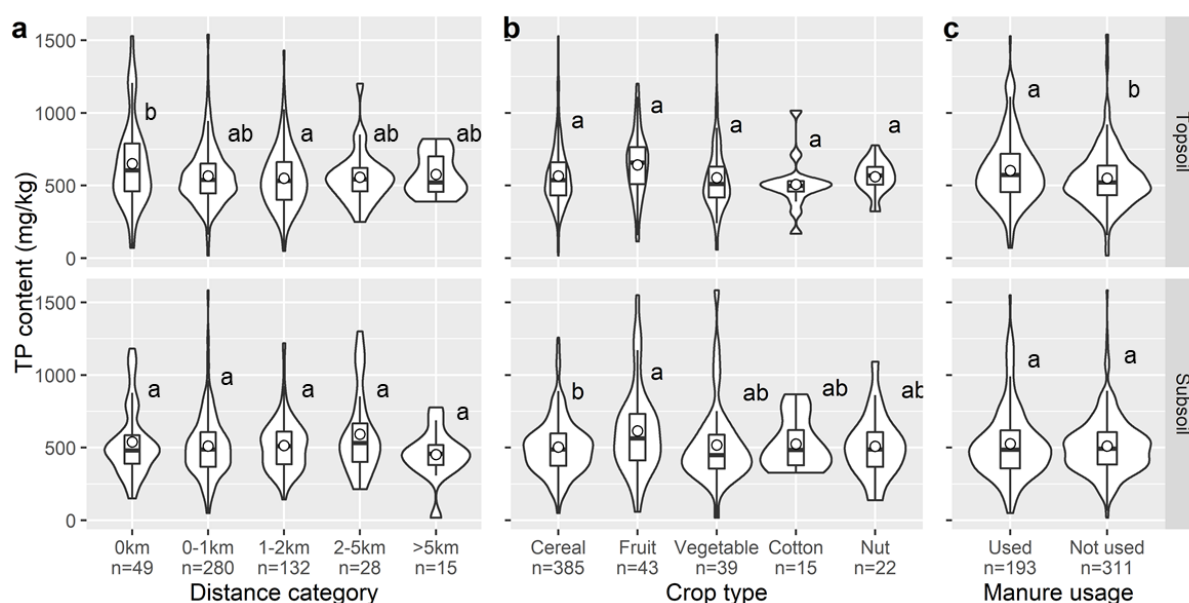 a
b
c
TP content (mg/kg)
1500
1000
500
0
b
ab
a
ab
ab
a
a
a
a
a
a
b
Topsoil
1500
1000
500
0
a
a
a
a
a
b
a
ab
ab
ab
a
a
Subsoil
0km
0-1km
1-2km
2-5km
>5km
n=49
n=280
n=132
n=28
n=15
Distance category
Cereal
Fruit
Vegetable
Cotton
Nut
n=385
n=43
n=39
n=15
n=22
Crop type
Used
Not used
n=193
n=311
Manure usage